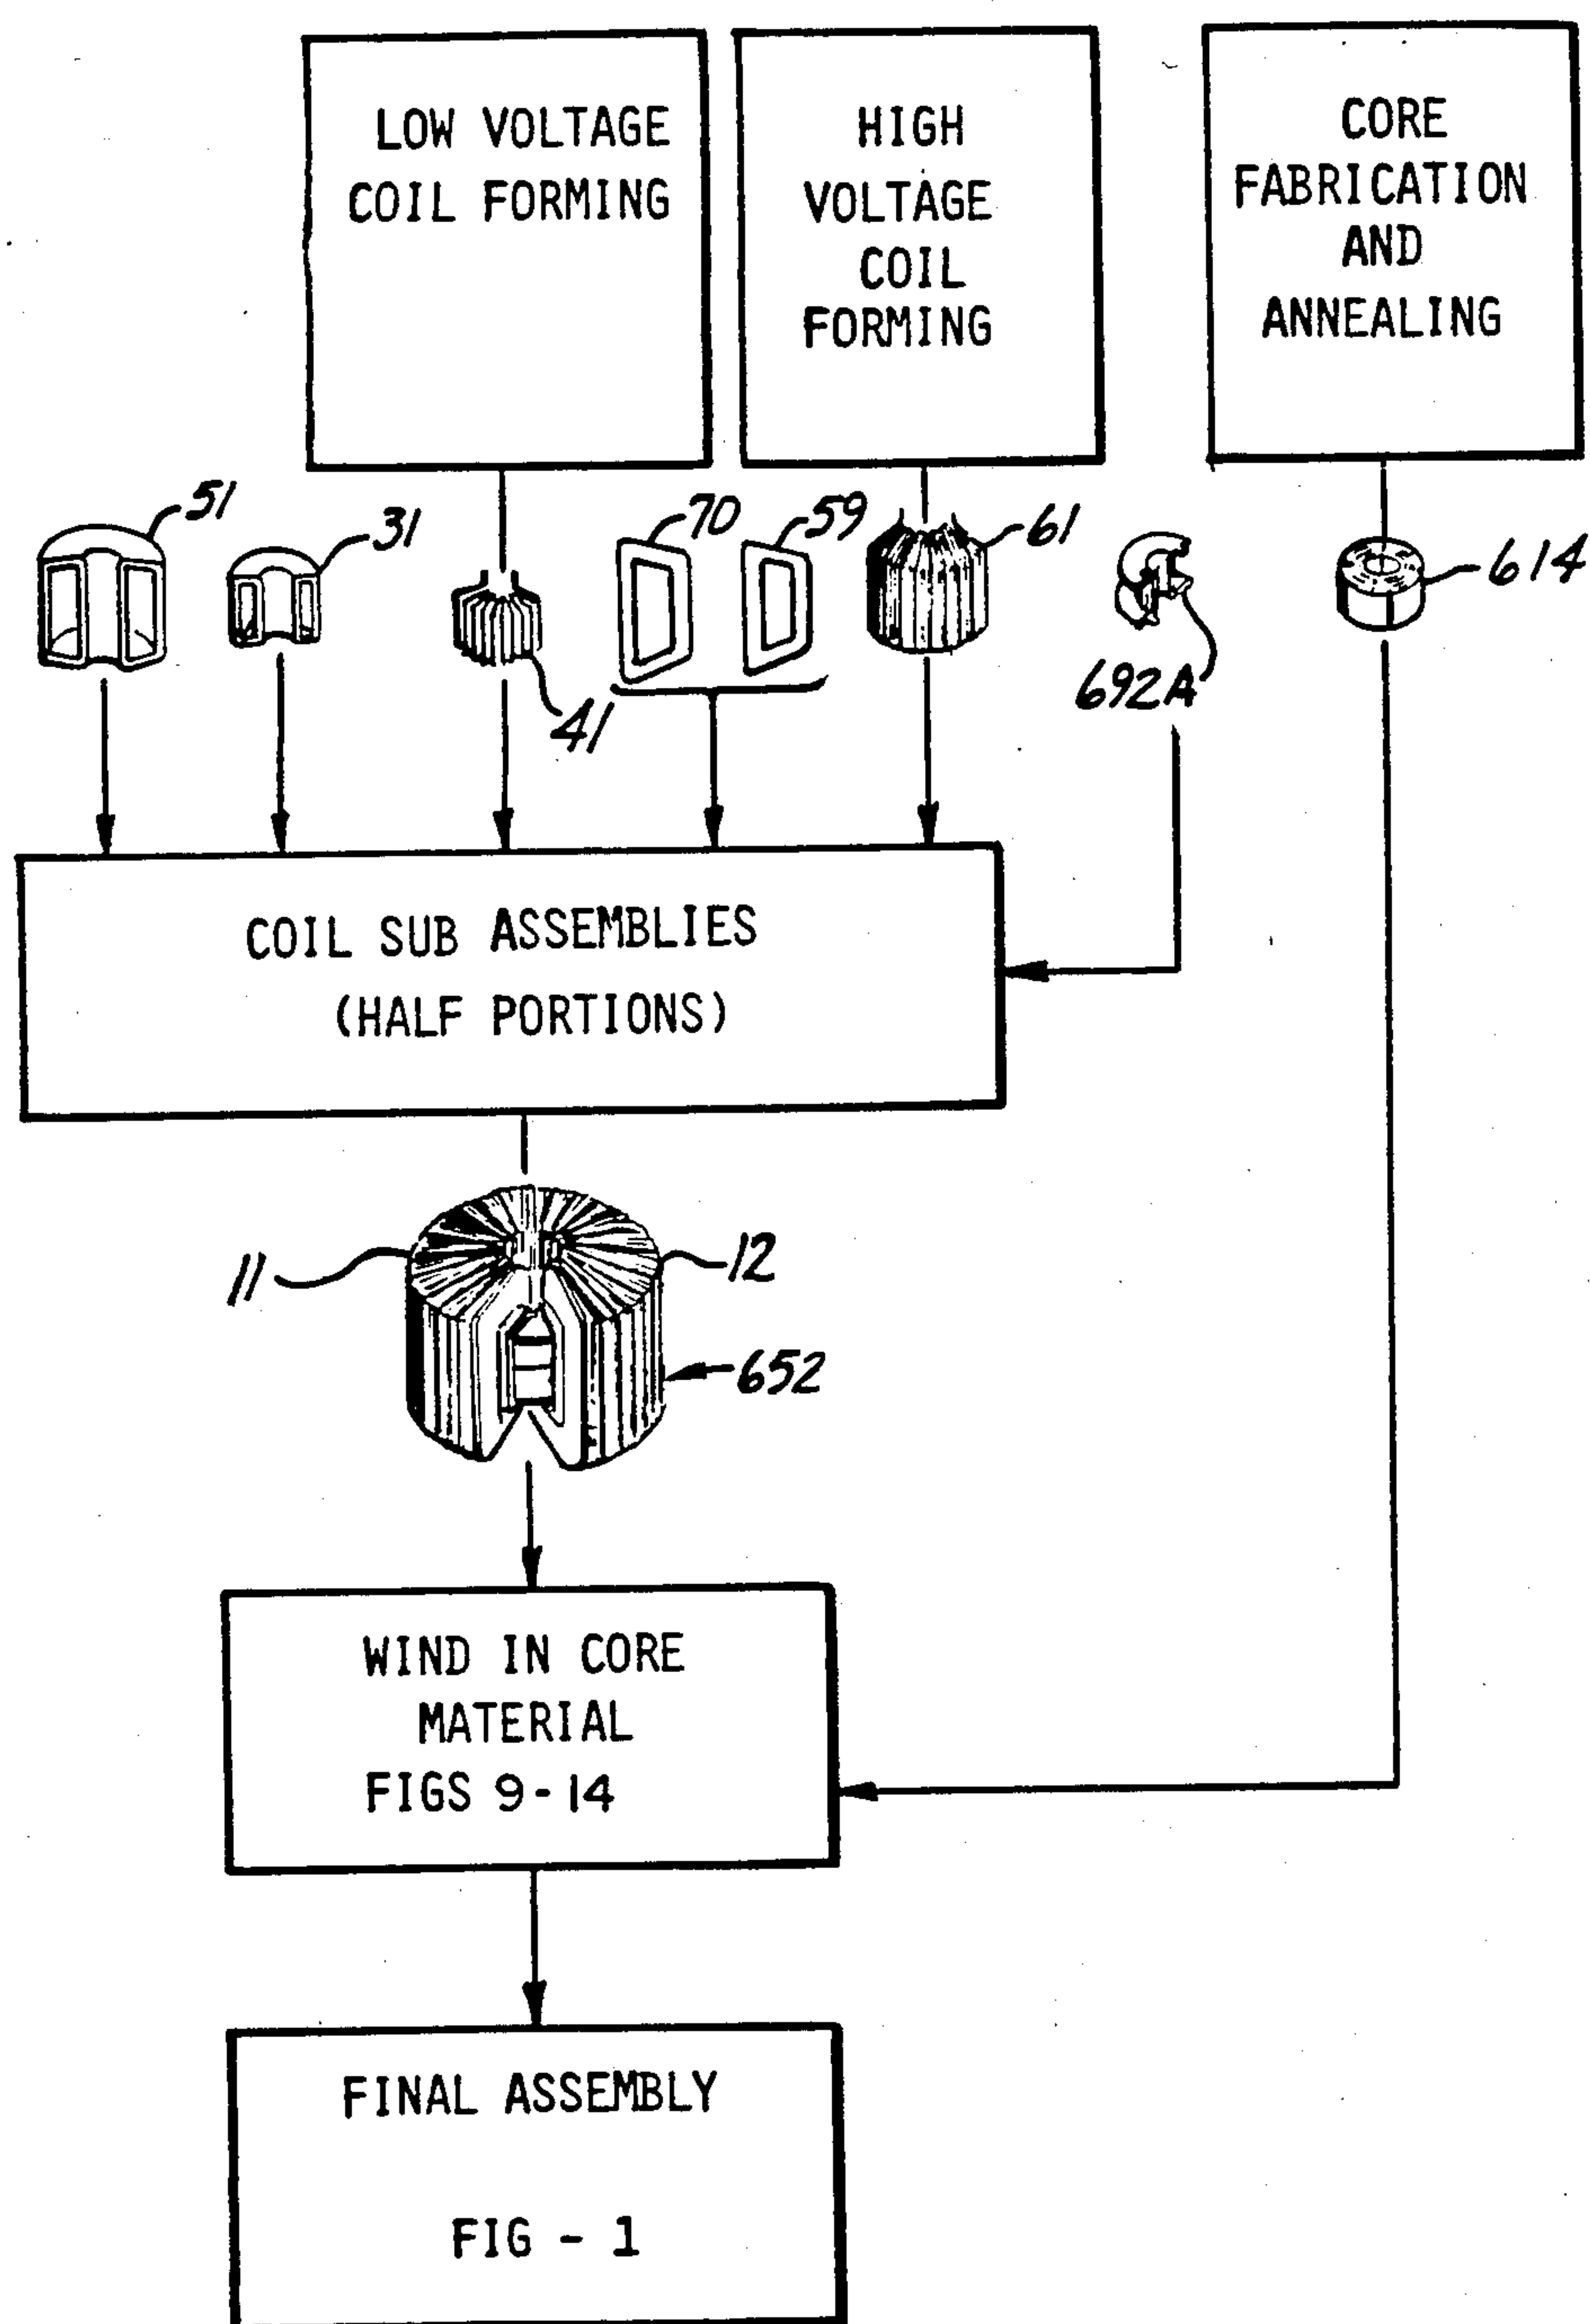 LOW VOLTAGE
COIL FORMING
HIGH
VOLTAGE
COIL
FORMING
CORE
FABRICATION
AND
ANNEALING
51
31
41
70
59
61
692A
614
COIL SUB ASSEMBLIES
(HALF PORTIONS)
11
12
652
WIND IN CORE
MATERIAL
FIGS 9-14
FINAL ASSEMBLY
FIG - 1